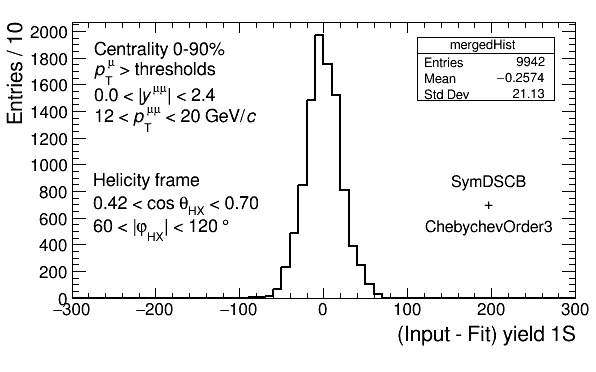 Entries / 10
2000
1800
1600
1400
1200
1000
800
600
400
200
0
Centrality 0-90%
p_T^μ > thresholds
0.0 < |y^μμ| < 2.4
12 < p_T^μμ < 20 GeV/c
Helicity frame
0.42 < cos θ_HX < 0.70
60 < |φ_HX| < 120 °
mergedHist
Entries 9942
Mean −0.2574
Std Dev 21.13
SymDSCB
+
ChebychevOrder3
−300 −200 −100 0 100 200 300
(Input - Fit) yield 1S